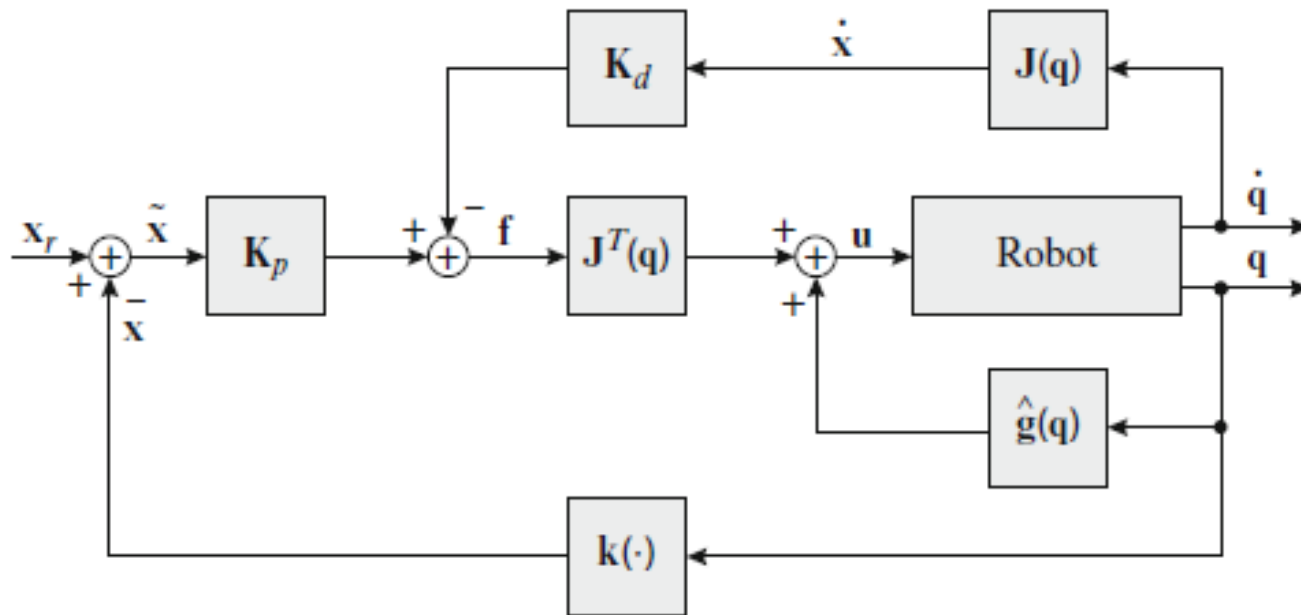 K_d
ẋ
J(q)
x_r
+
+
−
x
x̃
K_p
+
+
−
f
J^T(q)
+
+
+
u
Robot
q̇
q
ĝ(q)
k(·)